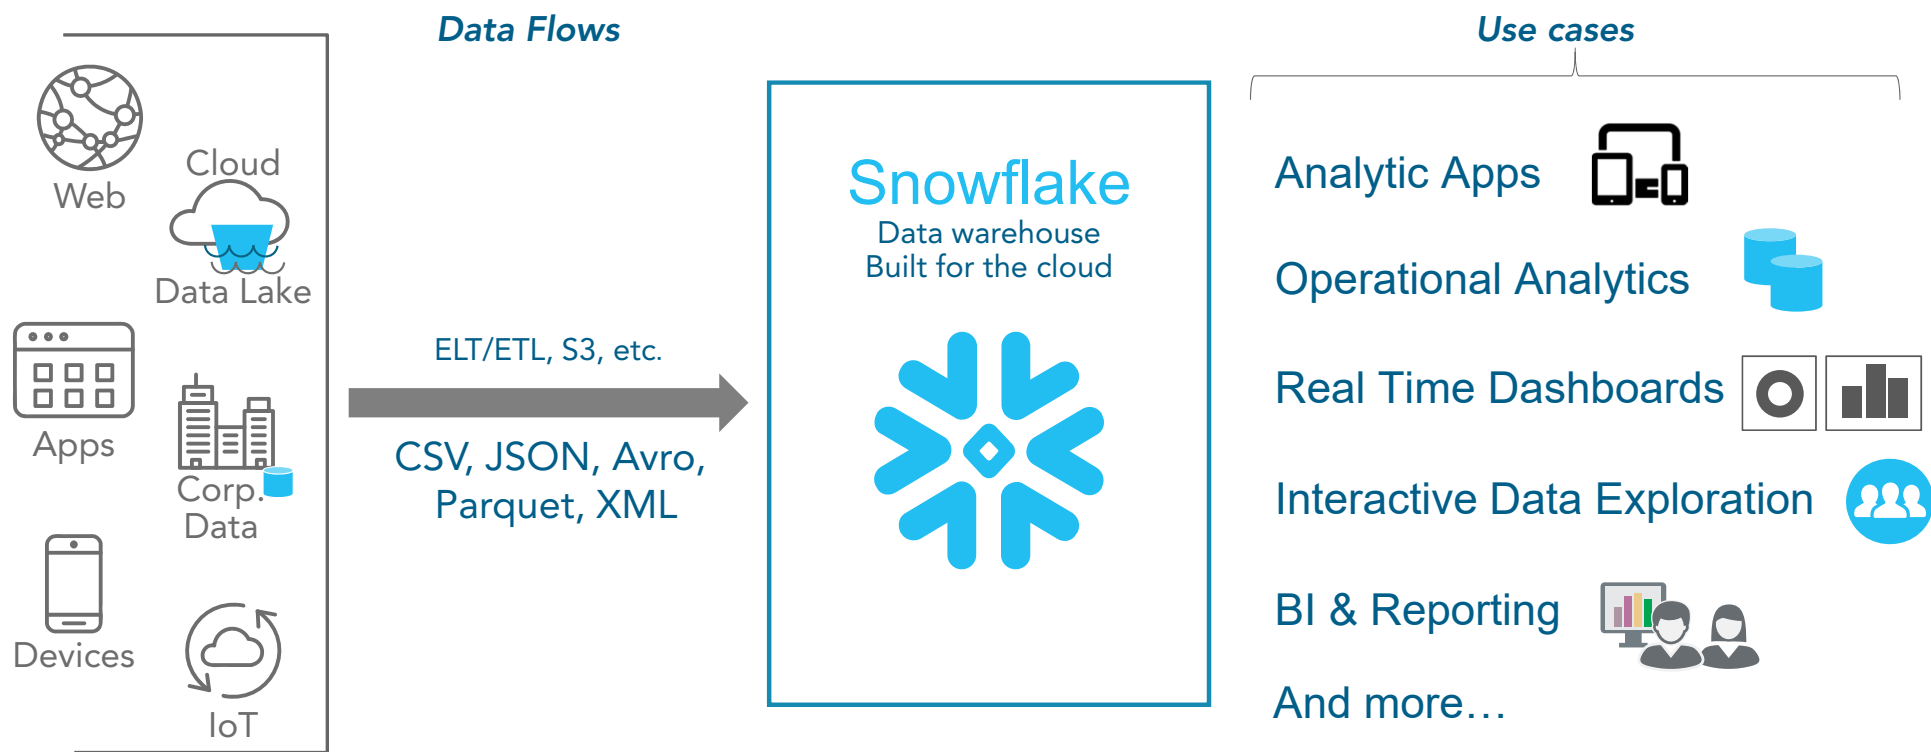 Data Flows
Use cases
Web
Cloud
Data Lake
Apps
Corp.
Data
Devices
IoT
ELT/ETL, S3, etc.
CSV, JSON, Avro,
Parquet, XML
Snowflake
Data warehouse
Built for the cloud
Analytic Apps
Operational Analytics
Real Time Dashboards
Interactive Data Exploration
BI & Reporting
And more…